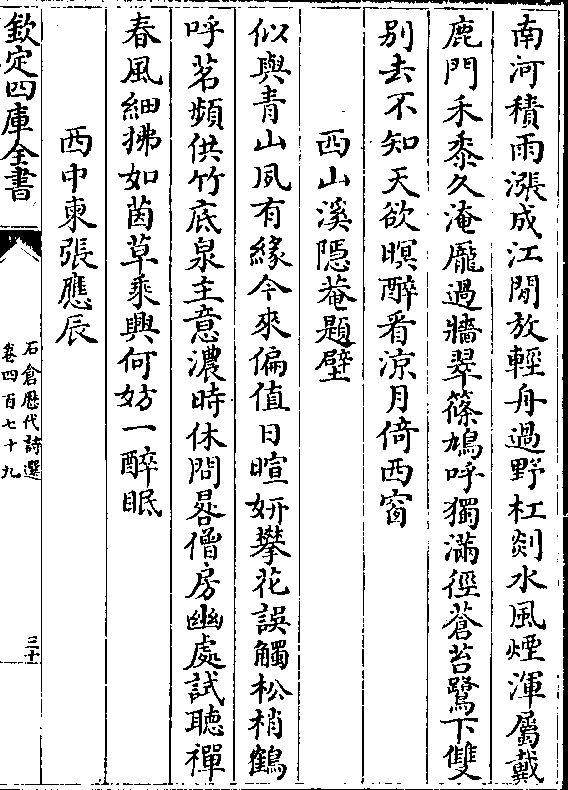 南河積雨漲成江閒放輕舟過野杠剡水風煙渾屬戴
鹿門禾黍久淹龎過牆翠篠鳩呼獨滿徑蒼苔鷺下雙
別去不知天欲暝醉看涼月倚西窗
西山溪隱菴題壁
似與青山夙有緣今來偏值日暄妍攀花誤觸松梢鶴
呼茗頻供竹底泉主意濃時休問晷僧房幽處試聽禪
春風細拂如茵草乘興何妨一醉眠
西中柬張應辰
欽定四庫全書
石倉歷代詩選
卷四百七十九
三十